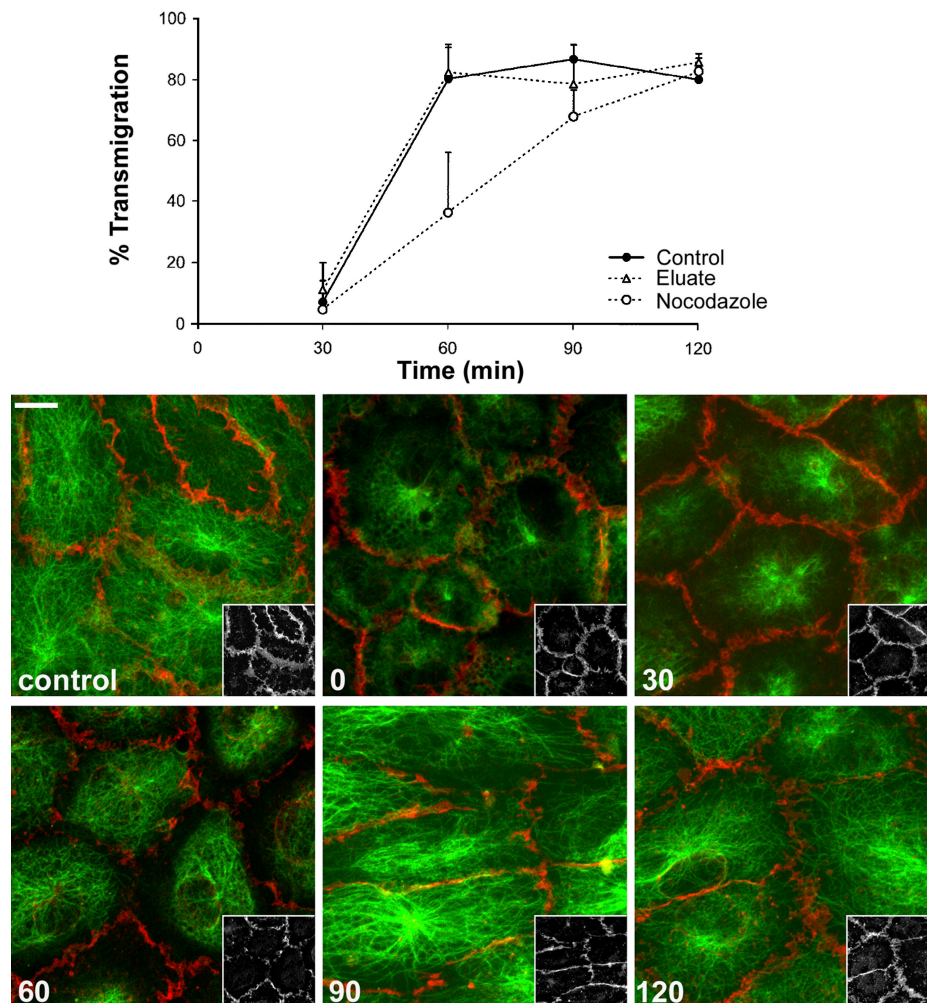 100
80
60
40
20
0
% Transmigration
Control
Eluate
Nocodazole
0 30 60 90 120
Time (min)
control
0
30
60
90
120